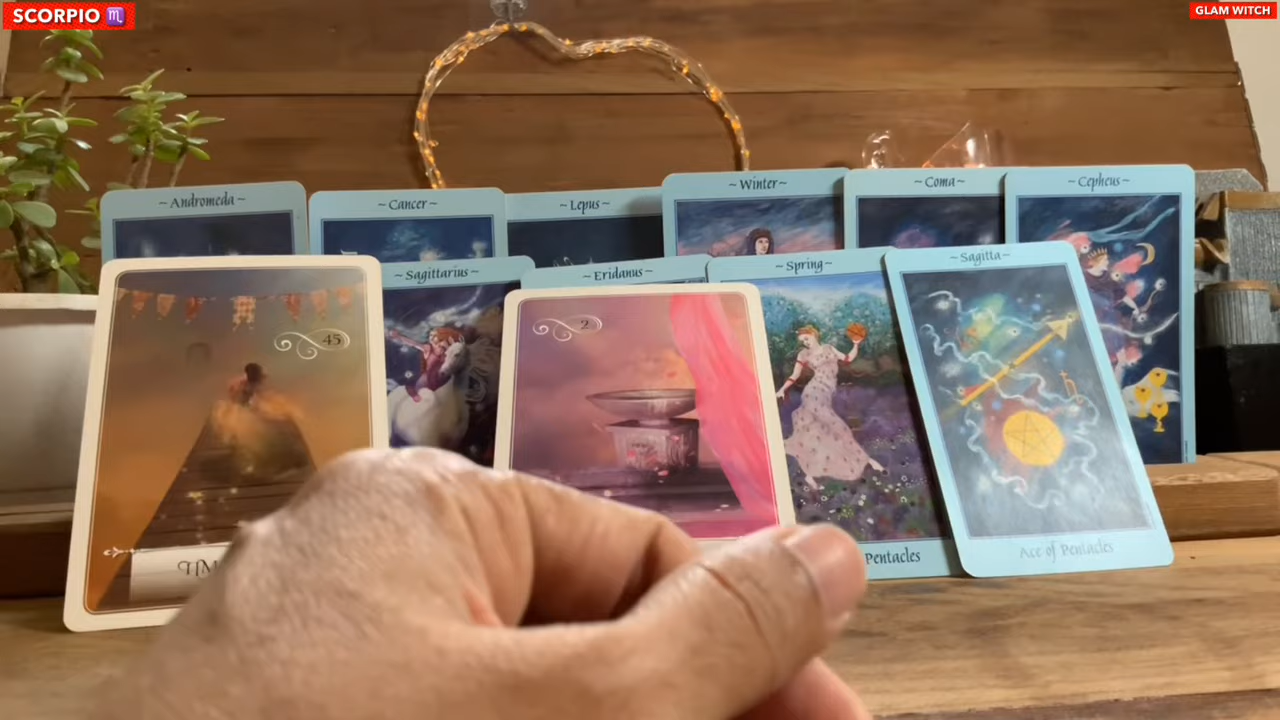 SCORPIO ♏
GLAM WITCH
~Andromeda~
~Cancer~
~Lepus~
~Winter~
~Coma~
~Cepheus~
~Sagittarius~
~Eridanus~
~Spring~
~Sagitta~
45
2
Pentacles
Ace of Pentacles